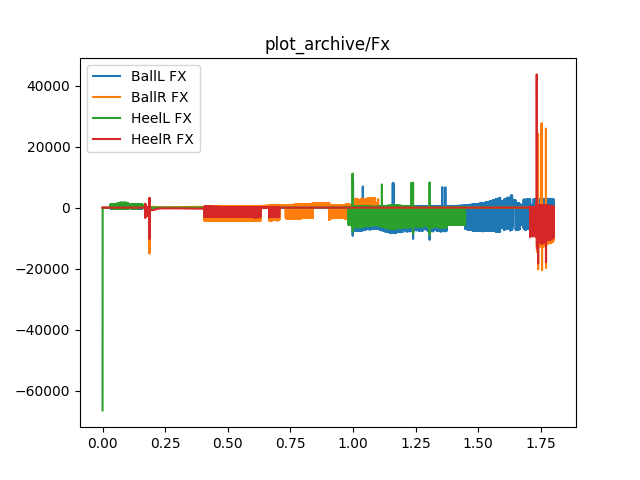 plot_archive/Fx
BallL FX
BallR FX
HeelL FX
HeelR FX
40000
20000
0
−20000
−40000
−60000
0.00 0.25 0.50 0.75 1.00 1.25 1.50 1.75